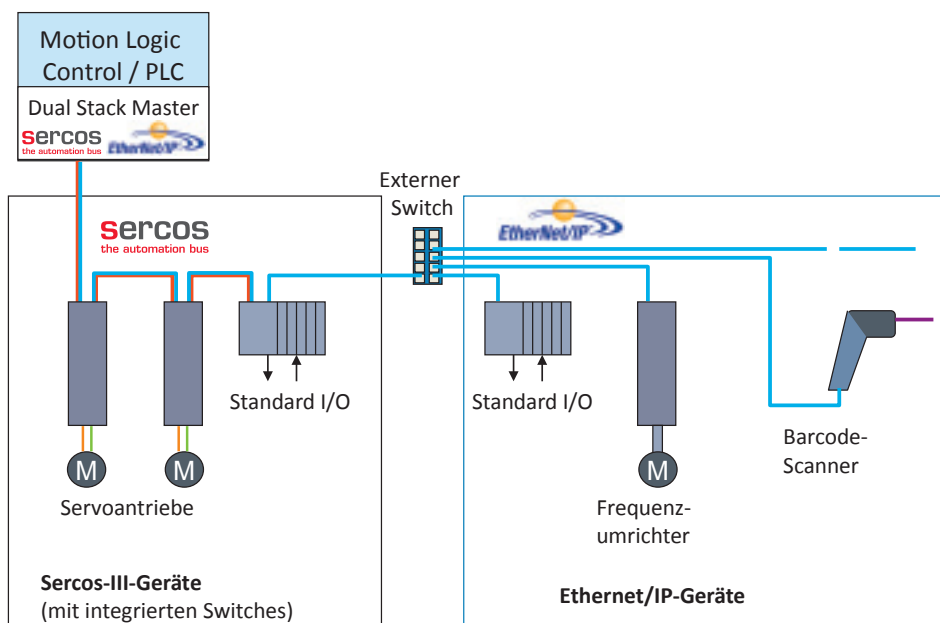 Motion Logic
Control / PLC
Dual Stack Master
sercos
the automation bus
EtherNet/IP
Externer
Switch
sercos
the automation bus
EtherNet/IP
Standard I/O
Standard I/O
Barcode-
Scanner
M
M
M
Servoantriebe
Frequenz-
umrichter
Sercos-III-Geräte
(mit integrierten Switches)
Ethernet/IP-Geräte